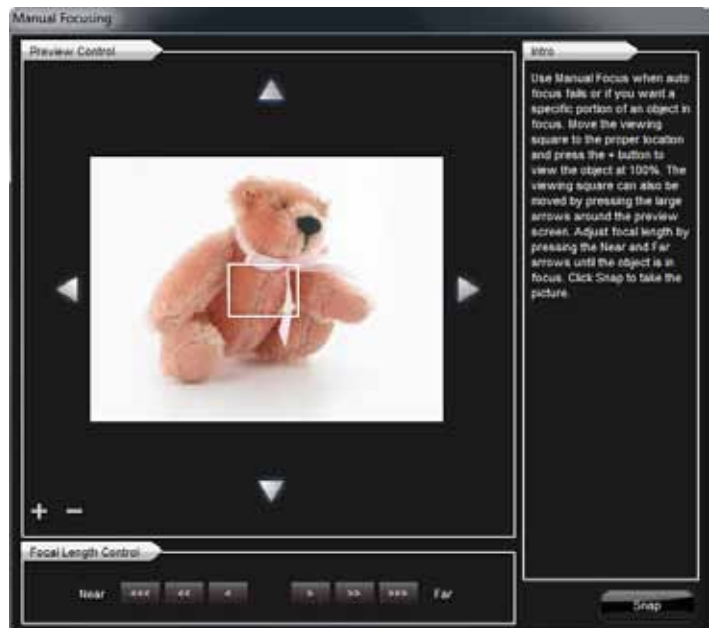 Manual Focusing
Preview Control
Intro
Use Manual Focus when auto
focus fails or if you want a
specific portion of an object in
focus. Move the viewing
square to the proper location
and press the + button to
view the object at 100%. The
viewing square can also be
moved by pressing the large
arrows around the preview
screen. Adjust focal length by
pressing the Near and Far
arrows until the object is in
focus. Click Snap to take the
picture.
+ −
Focal Length Control
Near <<< << < > >> >>> Far
Snap